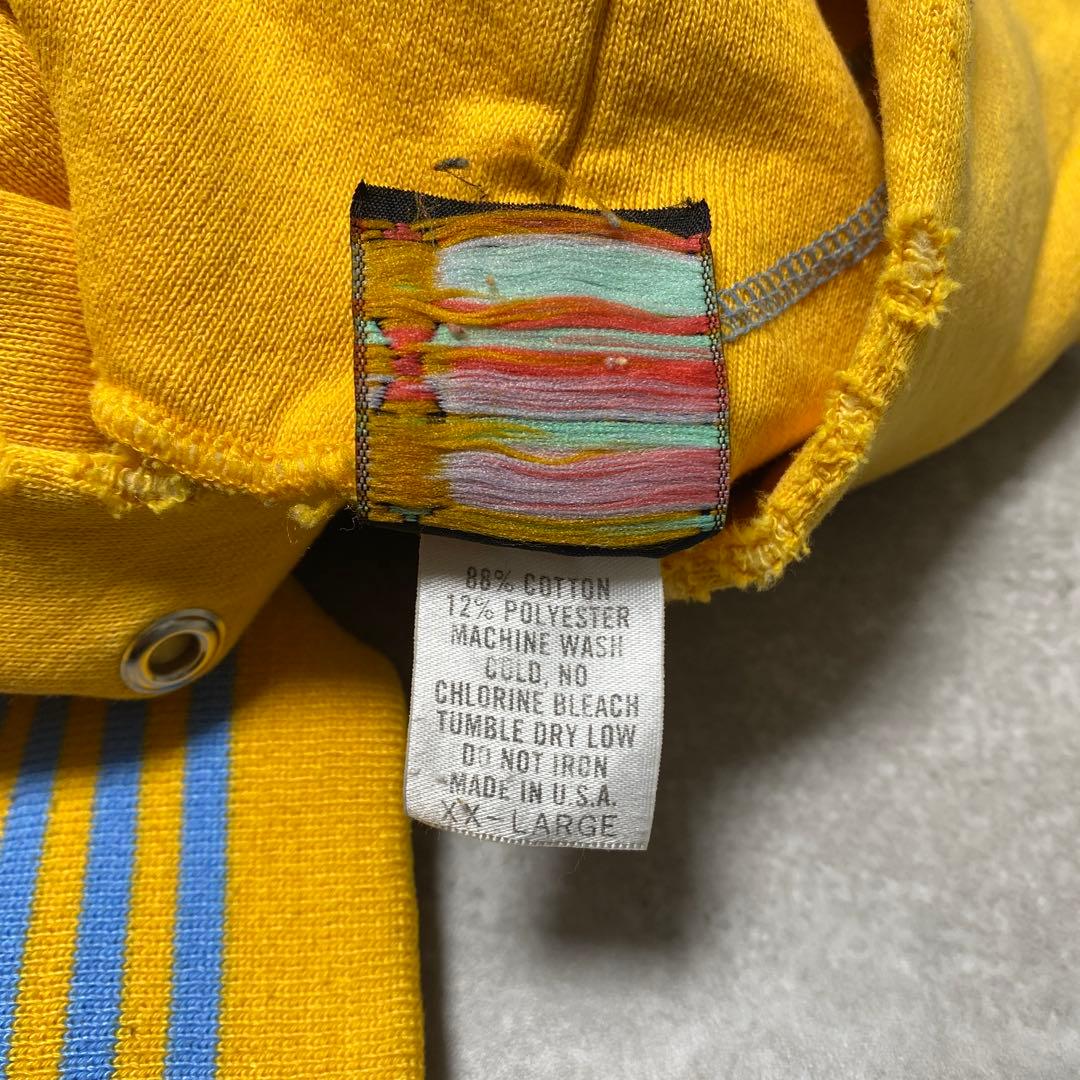 88% COTTON
12% POLYESTER
MACHINE WASH
COLD, NO
CHLORINE BLEACH
TUMBLE DRY LOW
DO NOT IRON
MADE IN U.S.A.
XX-LARGE